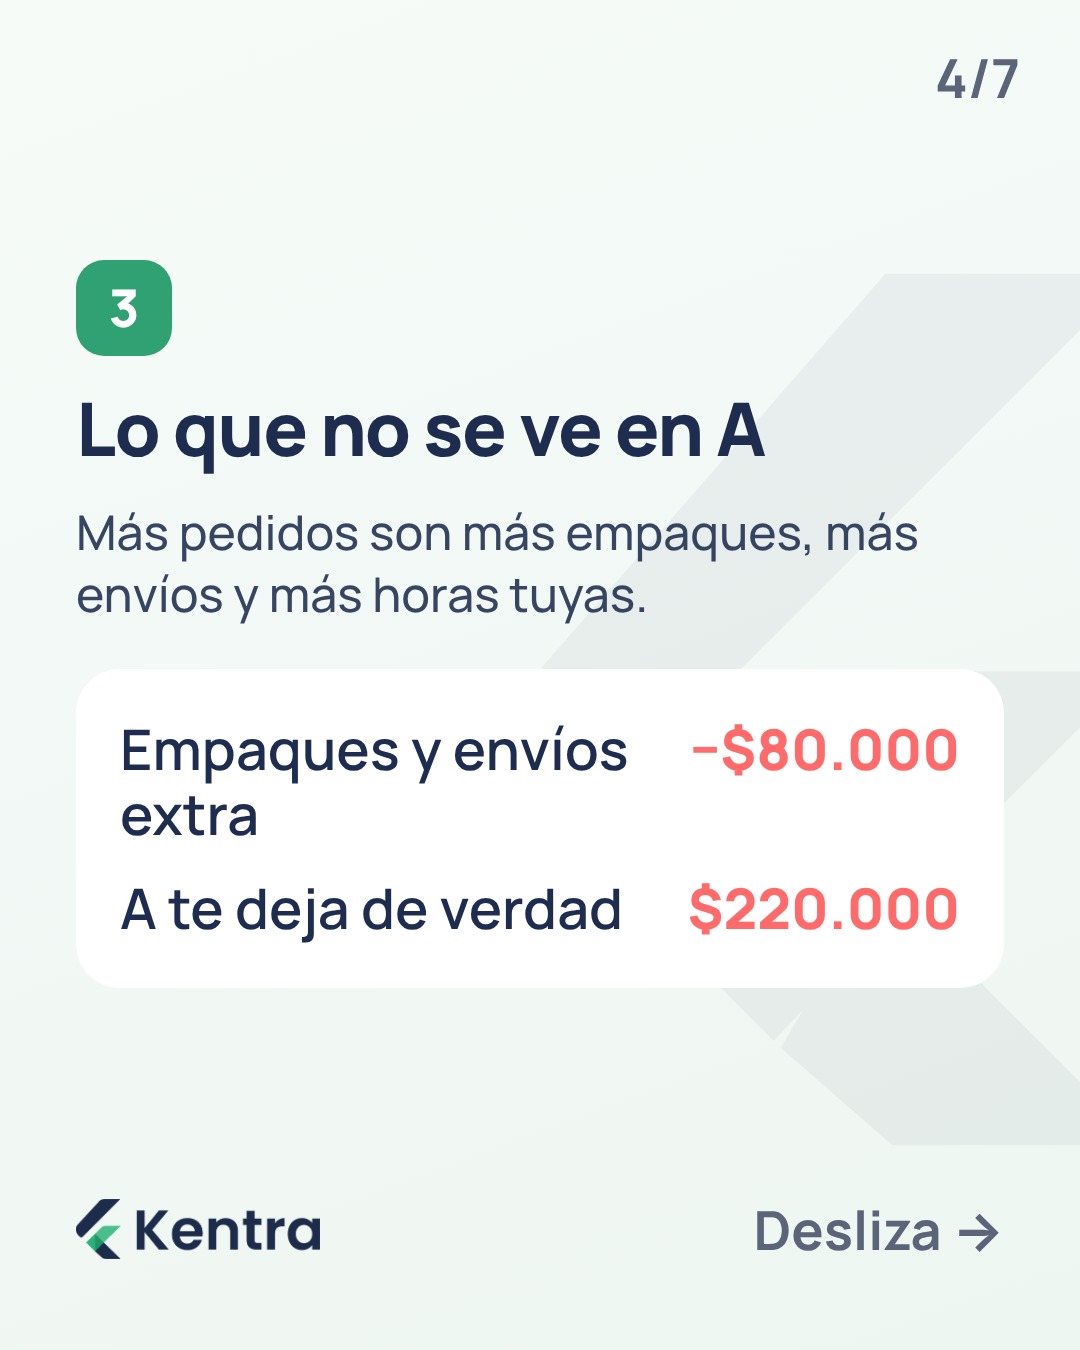 4/7
3
Lo que no se ve en A
Más pedidos son más empaques, más
envíos y más horas tuyas.
Empaques y envíos −$80.000
extra
A te deja de verdad $220.000
Kentra
Desliza →